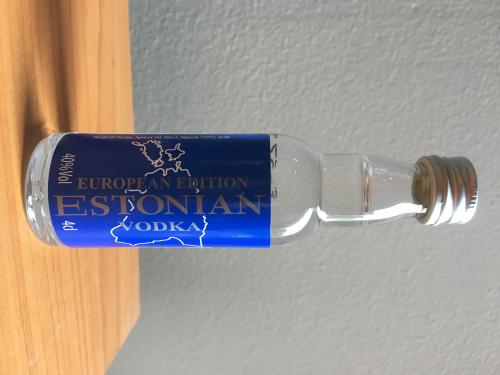 EUROPEAN EDITION
ESTONIAN
VODKA
40%Vol
4cl